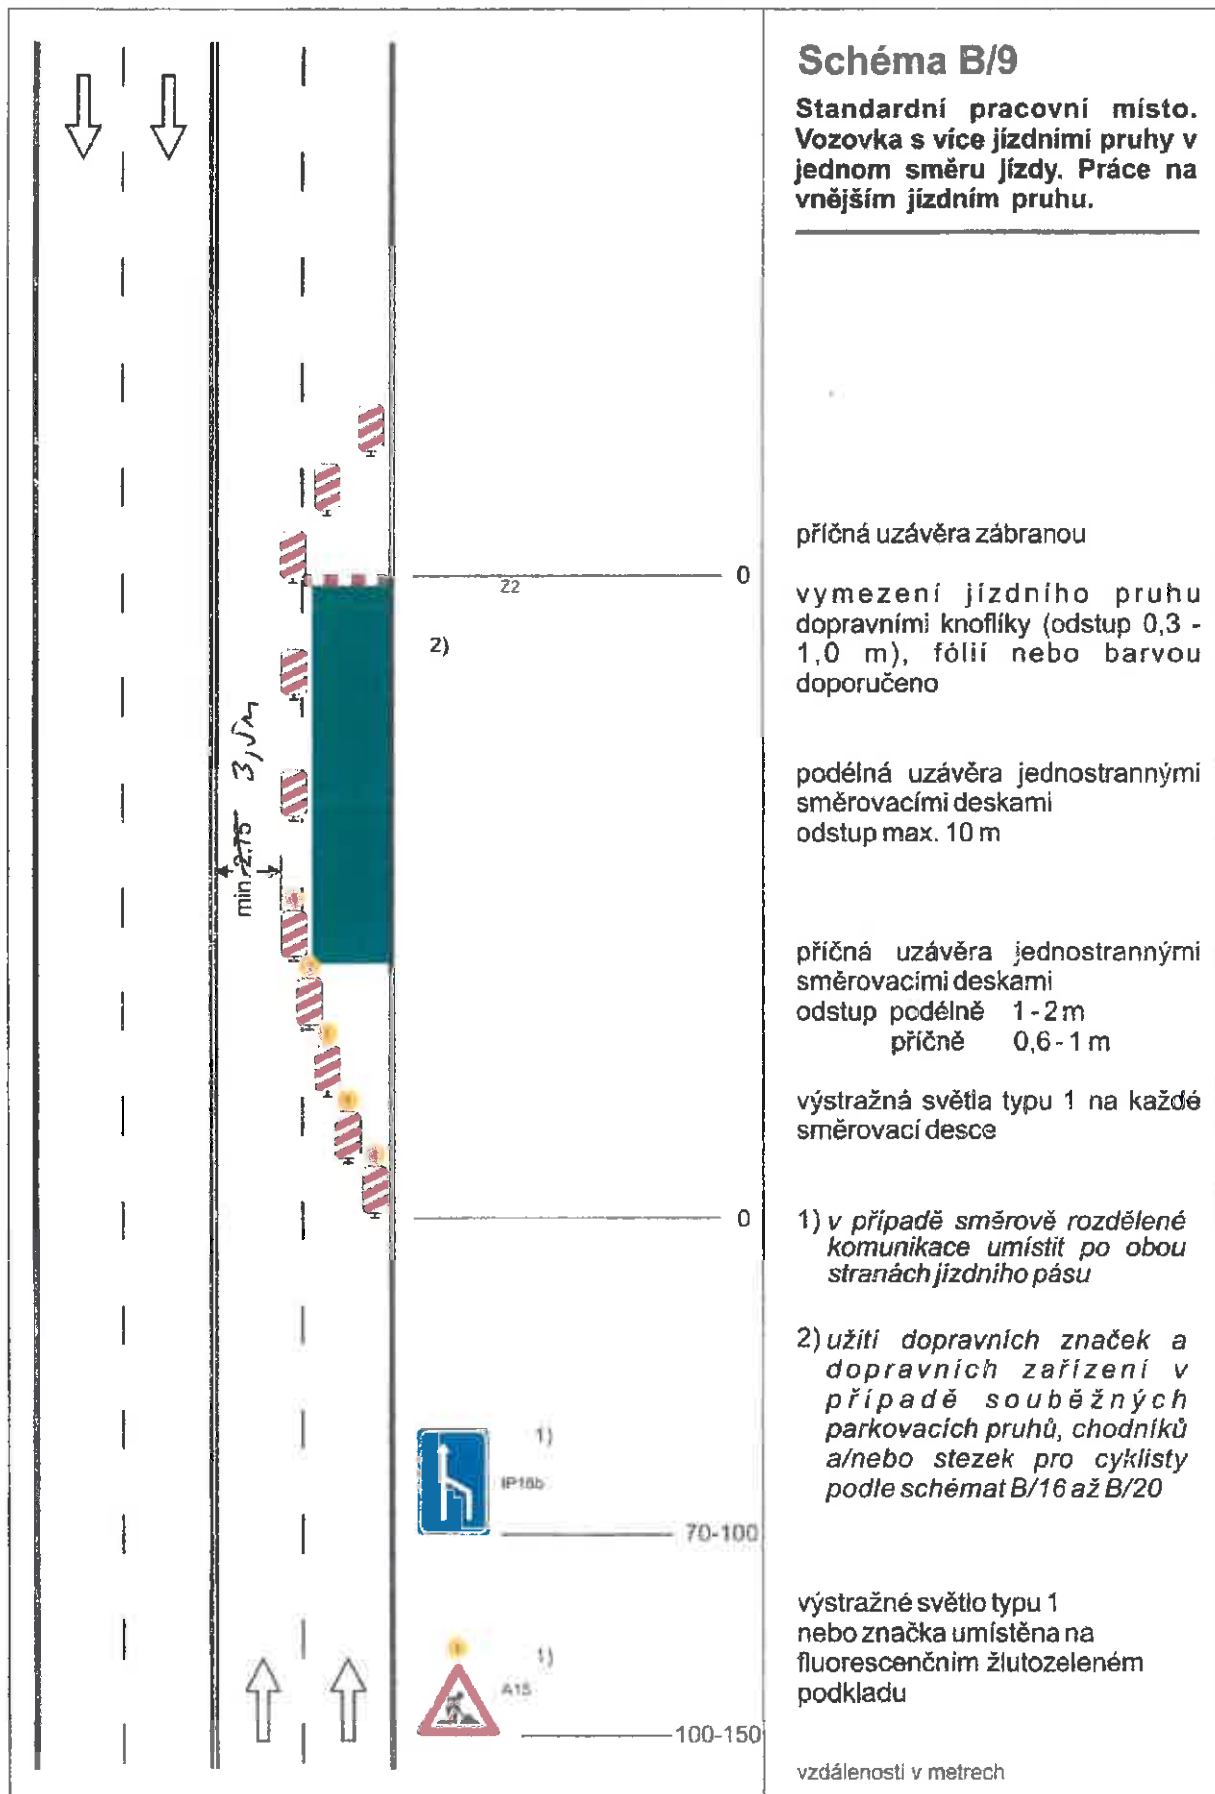 Schéma B/9
Standardní pracovní místo.
Vozovka s více jízdními pruhy v
jednom směru jízdy. Práce na
vnějším jízdním pruhu.
příčná uzávěra zábranou
0
Z2
vymezení jízdního pruhu
dopravními knoflíky (odstup 0,3 -
1,0 m), fólií nebo barvou
doporučeno
2)
3,5m
min. 2.75
podélná uzávěra jednostrannými
směrovacími deskami
odstup max. 10 m
příčná uzávěra jednostrannými
směrovacími deskami
odstup podélně 1 - 2 m
příčně 0,6 - 1 m
výstražná světla typu 1 na každé
směrovací desce
0
1) v případě směrově rozdělené
komunikace umístit po obou
stranách jízdního pásu
2) užití dopravních značek a
dopravních zařízení v
případě souběžných
parkovacích pruhů, chodníků
a/nebo stezek pro cyklisty
podle schémat B/16 až B/20
1)
IP18b
70-100
výstražné světlo typu 1
nebo značka umístěna na
fluorescenčním žlutozeleném
podkladu
1)
A15
100-150
vzdálenosti v metrech